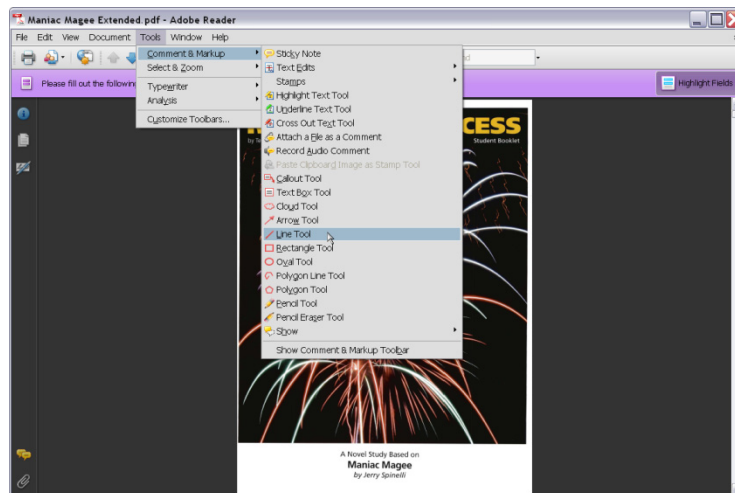 Maniac Magee Extended.pdf - Adobe Reader
File Edit View Document Tools Window Help
Please fill out the following
Highlight Fields
Comment & Markup
Select & Zoom
Typewriter
Analysis
Customize Toolbars...
Sticky Note
Text Edits
Stamps
Highlight Text Tool
Underline Text Tool
Cross Out Text Tool
Attach a File as a Comment
Record Audio Comment
Paste Clipboard Image as Stamp Tool
Callout Tool
Text Box Tool
Cloud Tool
Arrow Tool
Line Tool
Rectangle Tool
Oval Tool
Polygon Line Tool
Polygon Tool
Pencil Tool
Pencil Eraser Tool
Show
Show Comment & Markup Toolbar
CESS
Student Booklet
A Novel Study Based on
Maniac Magee
by Jerry Spinelli